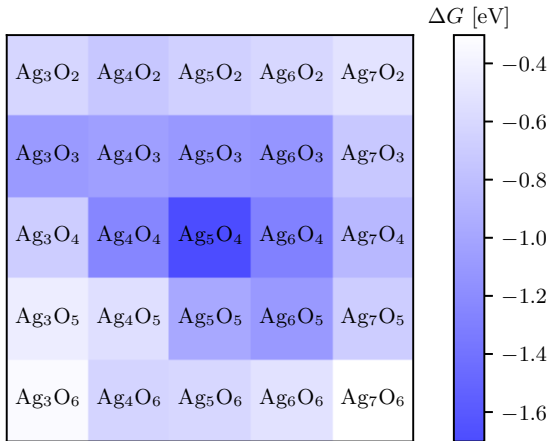 ΔG [eV]
Ag₃O₂ Ag₄O₂ Ag₅O₂ Ag₆O₂ Ag₇O₂
Ag₃O₃ Ag₄O₃ Ag₅O₃ Ag₆O₃ Ag₇O₃
Ag₃O₄ Ag₄O₄ Ag₅O₄ Ag₆O₄ Ag₇O₄
Ag₃O₅ Ag₄O₅ Ag₅O₅ Ag₆O₅ Ag₇O₅
Ag₃O₆ Ag₄O₆ Ag₅O₆ Ag₆O₆ Ag₇O₆
−0.4
−0.6
−0.8
−1.0
−1.2
−1.4
−1.6